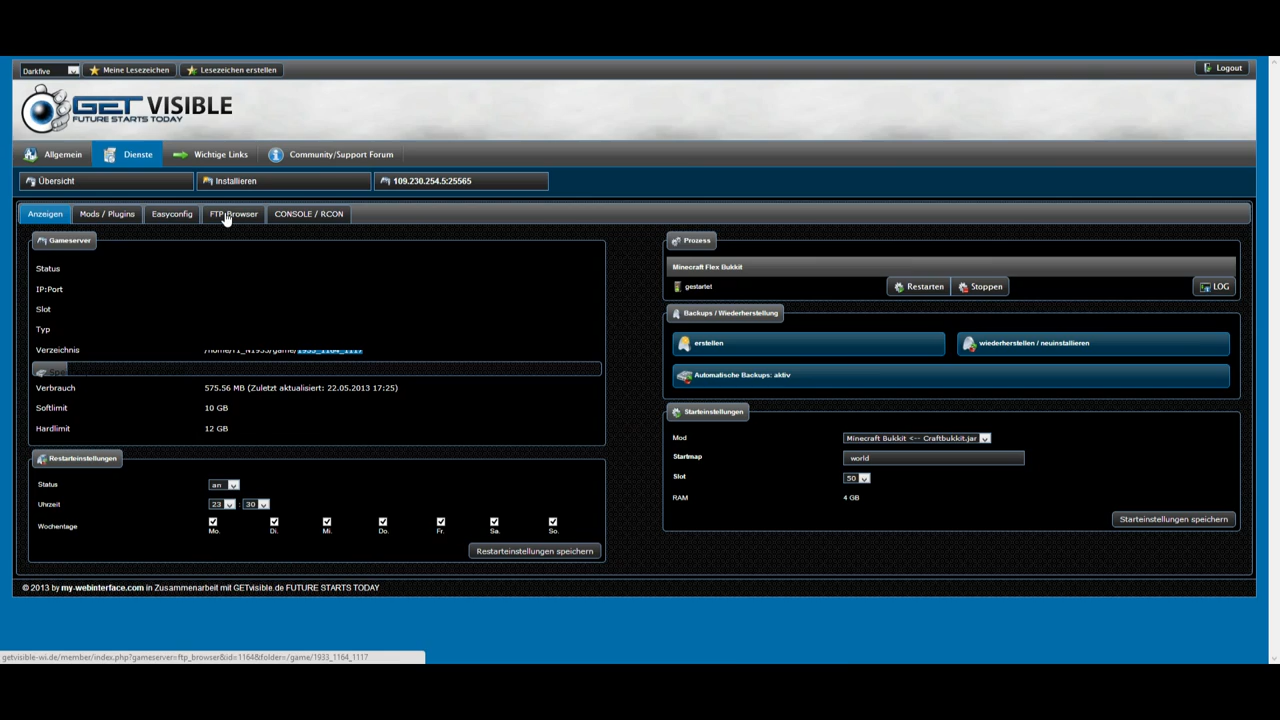 Darkfive Meine Lesezeichen Lesezeichen erstellen Logout
GET VISIBLE
FUTURE STARTS TODAY
Allgemein Dienste Wichtige Links Community/Support Forum
Übersicht Installieren 109.230.254.5:25565
Anzeigen Mods / Plugins Easyconfig FTP Browser CONSOLE / RCON
Gameserver
Status
IP:Port
Slot
Typ
Verzeichnis
Verbrauch 575.56 MB (Zuletzt aktualisiert: 22.05.2013 17:25)
Softlimit 10 GB
Hardlimit 12 GB
Restarteinstellungen
Status an
Uhrzeit 23 : 30
Wochentage Mo. Di. Mi. Do. Fr. Sa. So.
Restarteinstellungen speichern
Prozess
Minecraft Flex Bukkit
gestartet Restarten Stoppen LOG
Backups / Wiederherstellung
erstellen wiederherstellen / neuinstallieren
Automatische Backups: aktiv
Starteinstellungen
Mod Minecraft Bukkit <-- Craftbukkit.jar
Startmap world
Slot 50
RAM 4 GB
Starteinstellungen speichern
© 2013 by my-webinterface.com in Zusammenarbeit mit GETvisible.de FUTURE STARTS TODAY
getvisible-wi.de/member/index.php?gameserver=ftp_browser&id=1164&folder=/game/1933_1164_1117